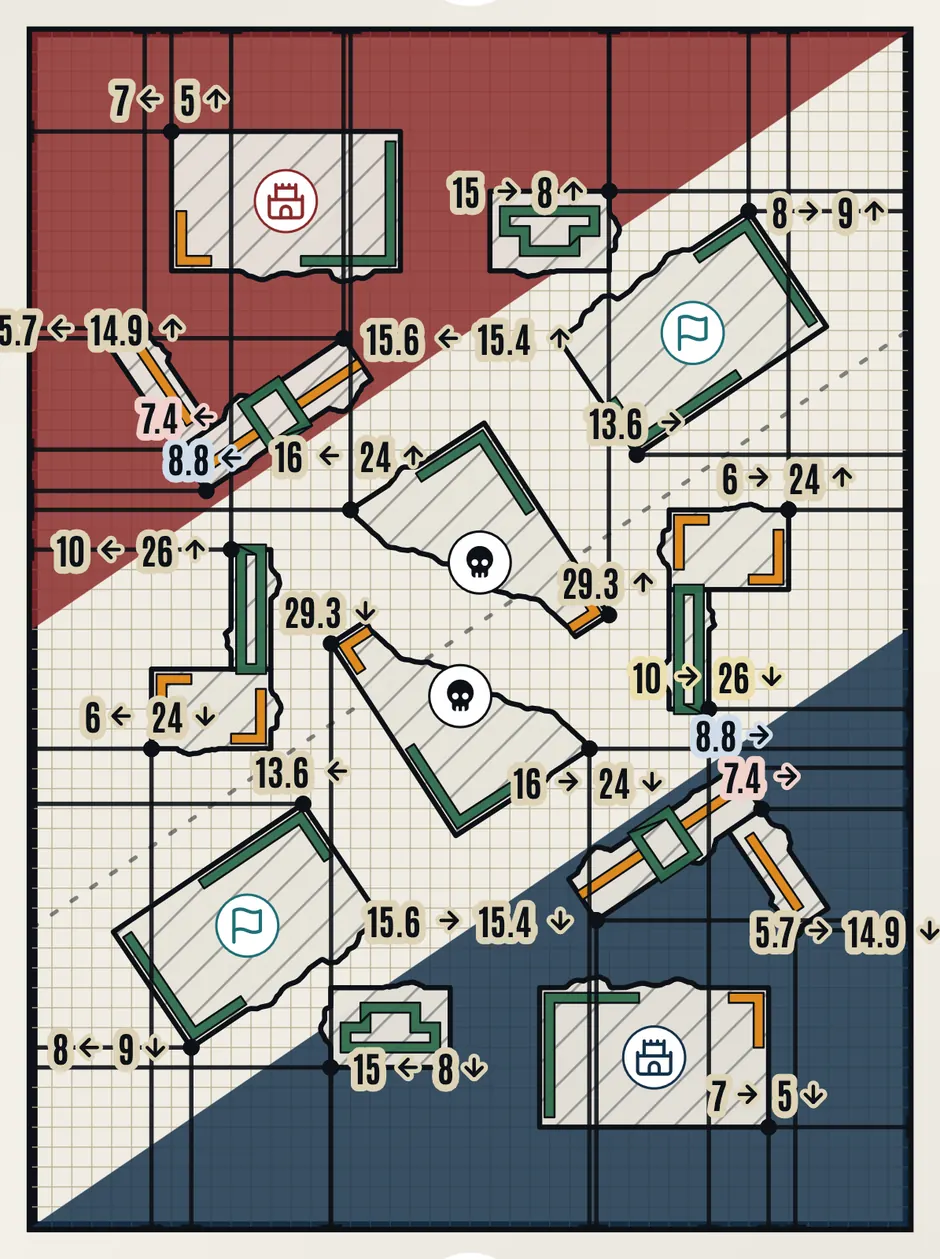 7 ← 5 ↑
15 → 8 ↑
8 → 9 ↑
5.7 ← 14.9 ↑
15.6 ← 15.4 ↑
7.4 ←
13.6 →
8.8 ←
16 ← 24 ↑
6 → 24 ↑
10 ← 26 ↑
29.3 ↑
29.3 ↓
10 → 26 ↓
6 ← 24 ↓
8.8 →
13.6 ←
7.4 →
16 → 24 ↓
15.6 → 15.4 ↓
5.7 → 14.9 ↓
8 ← 9 ↓
15 ← 8 ↓
7 → 5 ↓